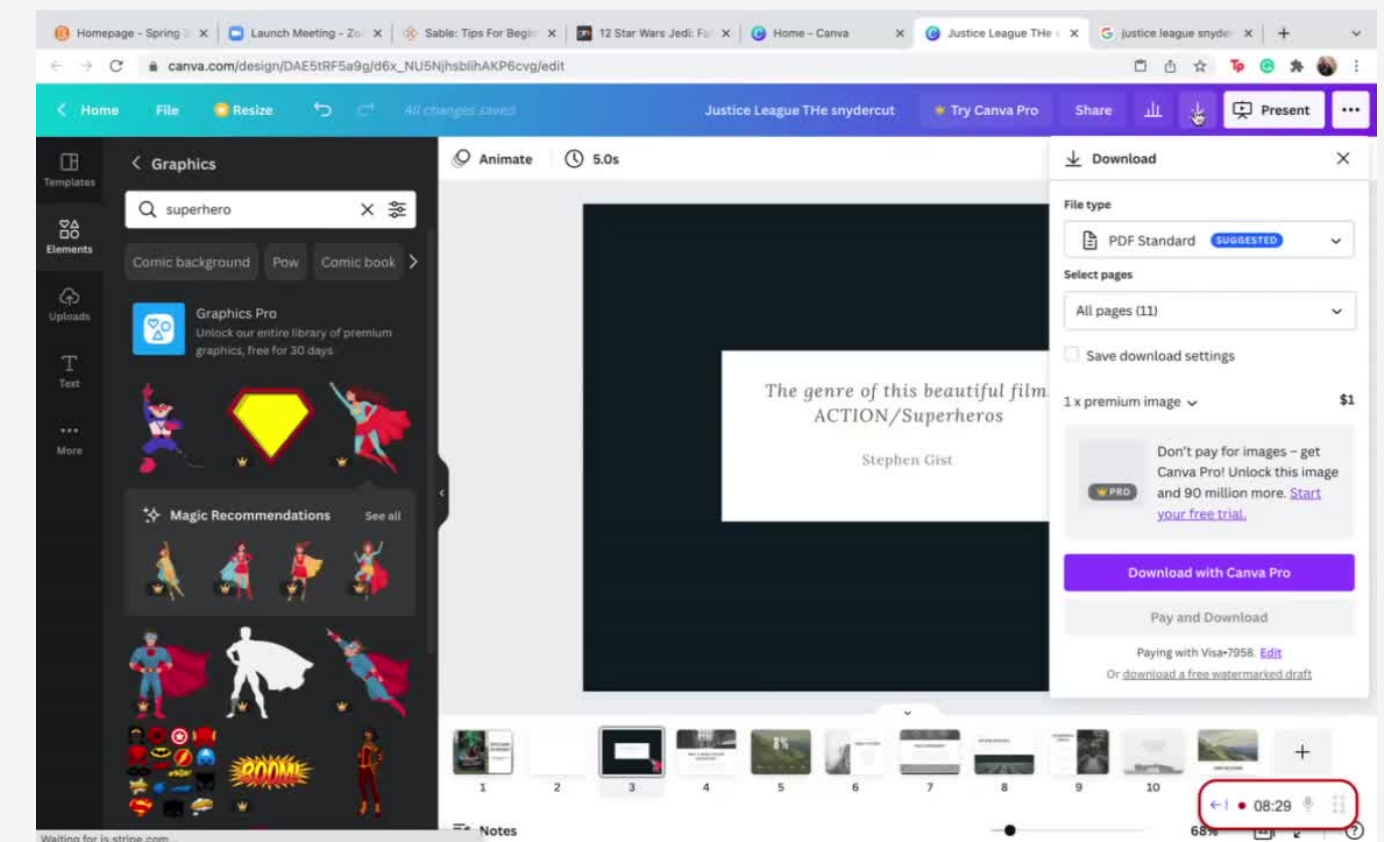 Homepage - Spring 2
Launch Meeting - Zo
Sable: Tips For Begin
12 Star Wars Jedi: Fal
Home - Canva
Justice League THe s
justice league snyde
canva.com/design/DAE5tRF5a9g/d6x_NU5NjhsblihAKP6cvg/edit
Home
File
Resize
All changes saved
Justice League THe snydercut
Try Canva Pro
Share
Present
Templates
Elements
Uploads
Text
More
Graphics
superhero
Comic background
Pow
Comic book
Graphics Pro
Unlock our entire library of premium
graphics, free for 30 days.
Magic Recommendations
See all
BOOM!
Animate
5.0s
The genre of this beautiful film
ACTION/Superheros
Stephen Gist
Download
File type
PDF Standard
SUGGESTED
Select pages
All pages (11)
Save download settings
1 x premium image
$1
PRO
Don't pay for images – get
Canva Pro! Unlock this image
and 90 million more. Start
your free trial.
Download with Canva Pro
Pay and Download
Paying with Visa•7958. Edit
Or download a free watermarked draft
8%
1
2
3
4
5
6
7
8
9
10
08:29
Notes
68%
Waiting for js.stripe.com...